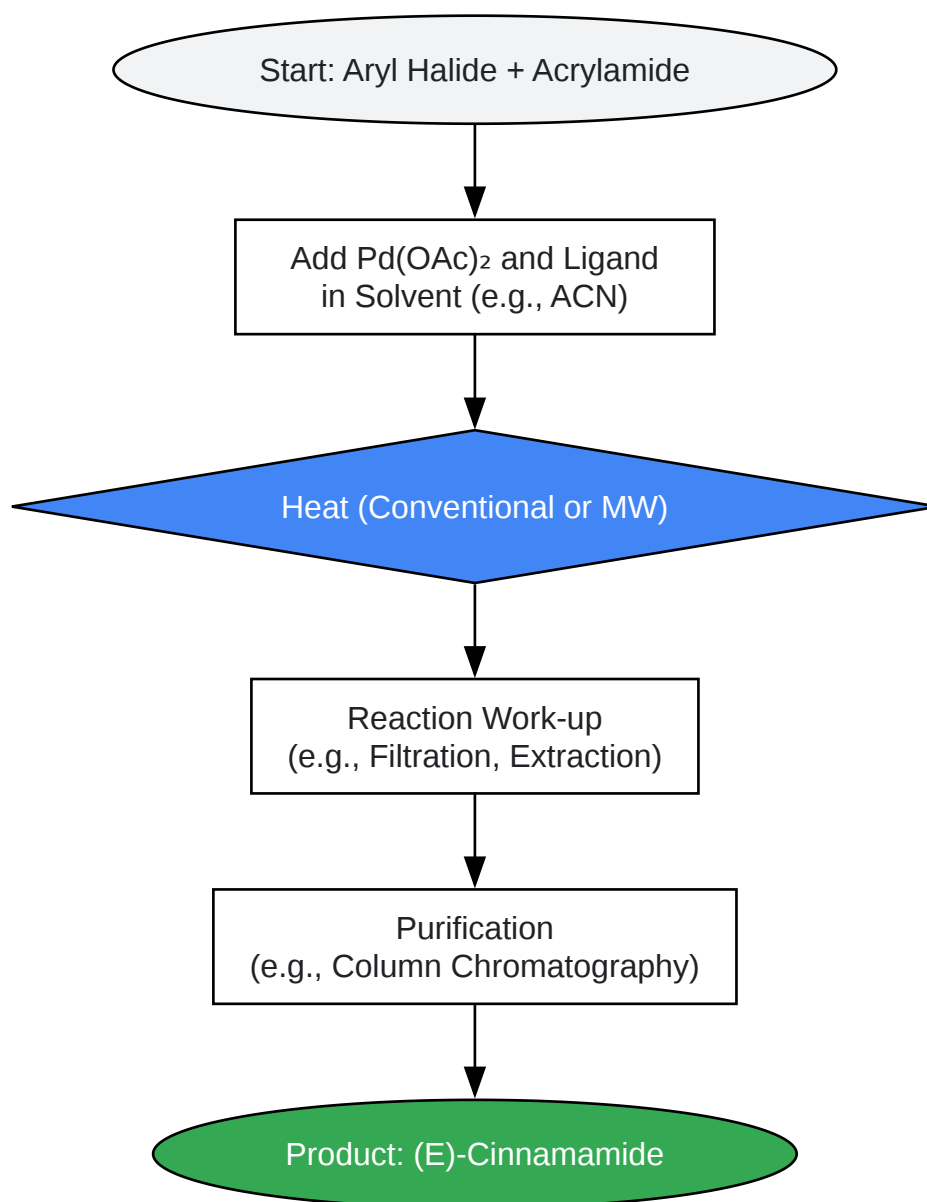 Start: Aryl Halide + Acrylamide
Add Pd(OAc)₂ and Ligand
in Solvent (e.g., ACN)
Heat (Conventional or MW)
Reaction Work-up
(e.g., Filtration, Extraction)
Purification
(e.g., Column Chromatography)
Product: (E)-Cinnamamide